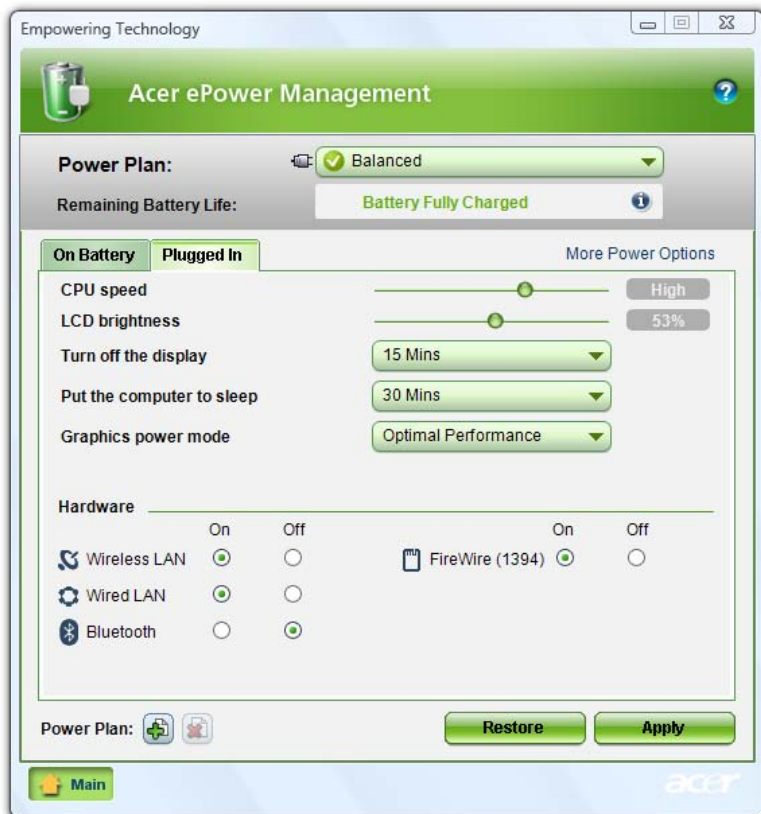 Empowering Technology
Acer ePower Management
Power Plan: Balanced
Remaining Battery Life: Battery Fully Charged
On Battery Plugged In More Power Options
CPU speed High
LCD brightness 53%
Turn off the display 15 Mins
Put the computer to sleep 30 Mins
Graphics power mode Optimal Performance
Hardware
On Off On Off
Wireless LAN FireWire (1394)
Wired LAN
Bluetooth
Power Plan: Restore Apply
Main acer